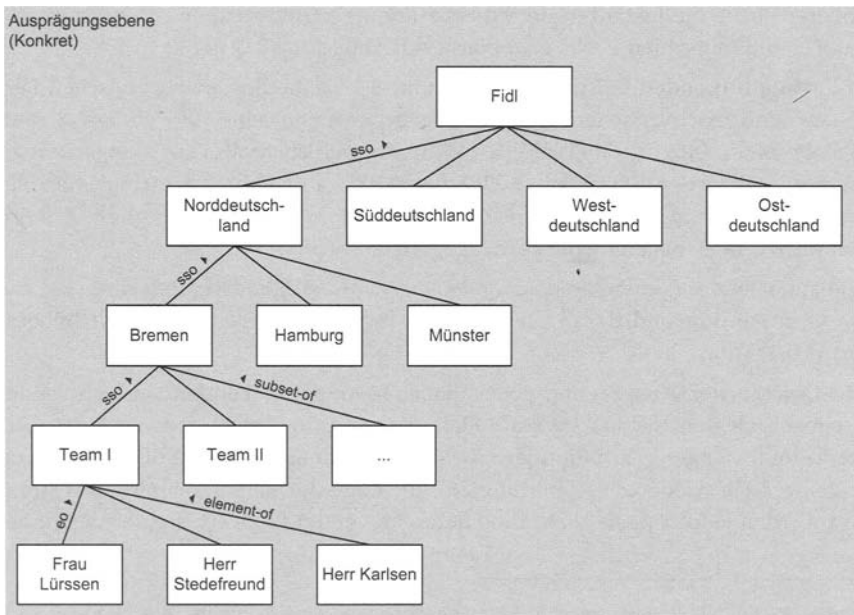 Ausprägungsebene
(Konkret)
Fidl
sso
Norddeutsch-
land
Süddeutschland
West-
deutschland
Ost-
deutschland
sso
Bremen
Hamburg
Münster
sso
subset-of
Team I
Team II
...
eo
element-of
Frau
Lürssen
Herr
Stedefreund
Herr Karlsen